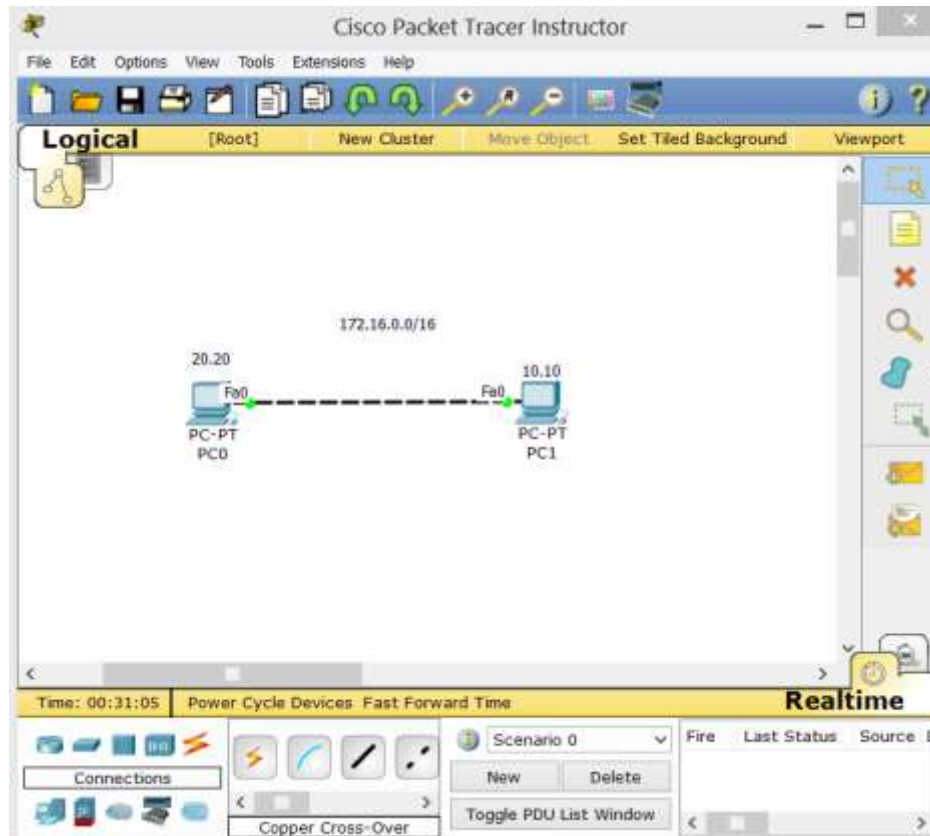 Cisco Packet Tracer Instructor
File Edit Options View Tools Extensions Help
Logical [Root] New Cluster Move Object Set Tiled Background Viewport
172.16.0.0/16
20.20
10.10
Fa0
Fa0
PC-PT
PC0
PC-PT
PC1
Time: 00:31:05 Power Cycle Devices Fast Forward Time Realtime
Connections
Copper Cross-Over
Scenario 0
New Delete
Toggle PDU List Window
Fire Last Status Source